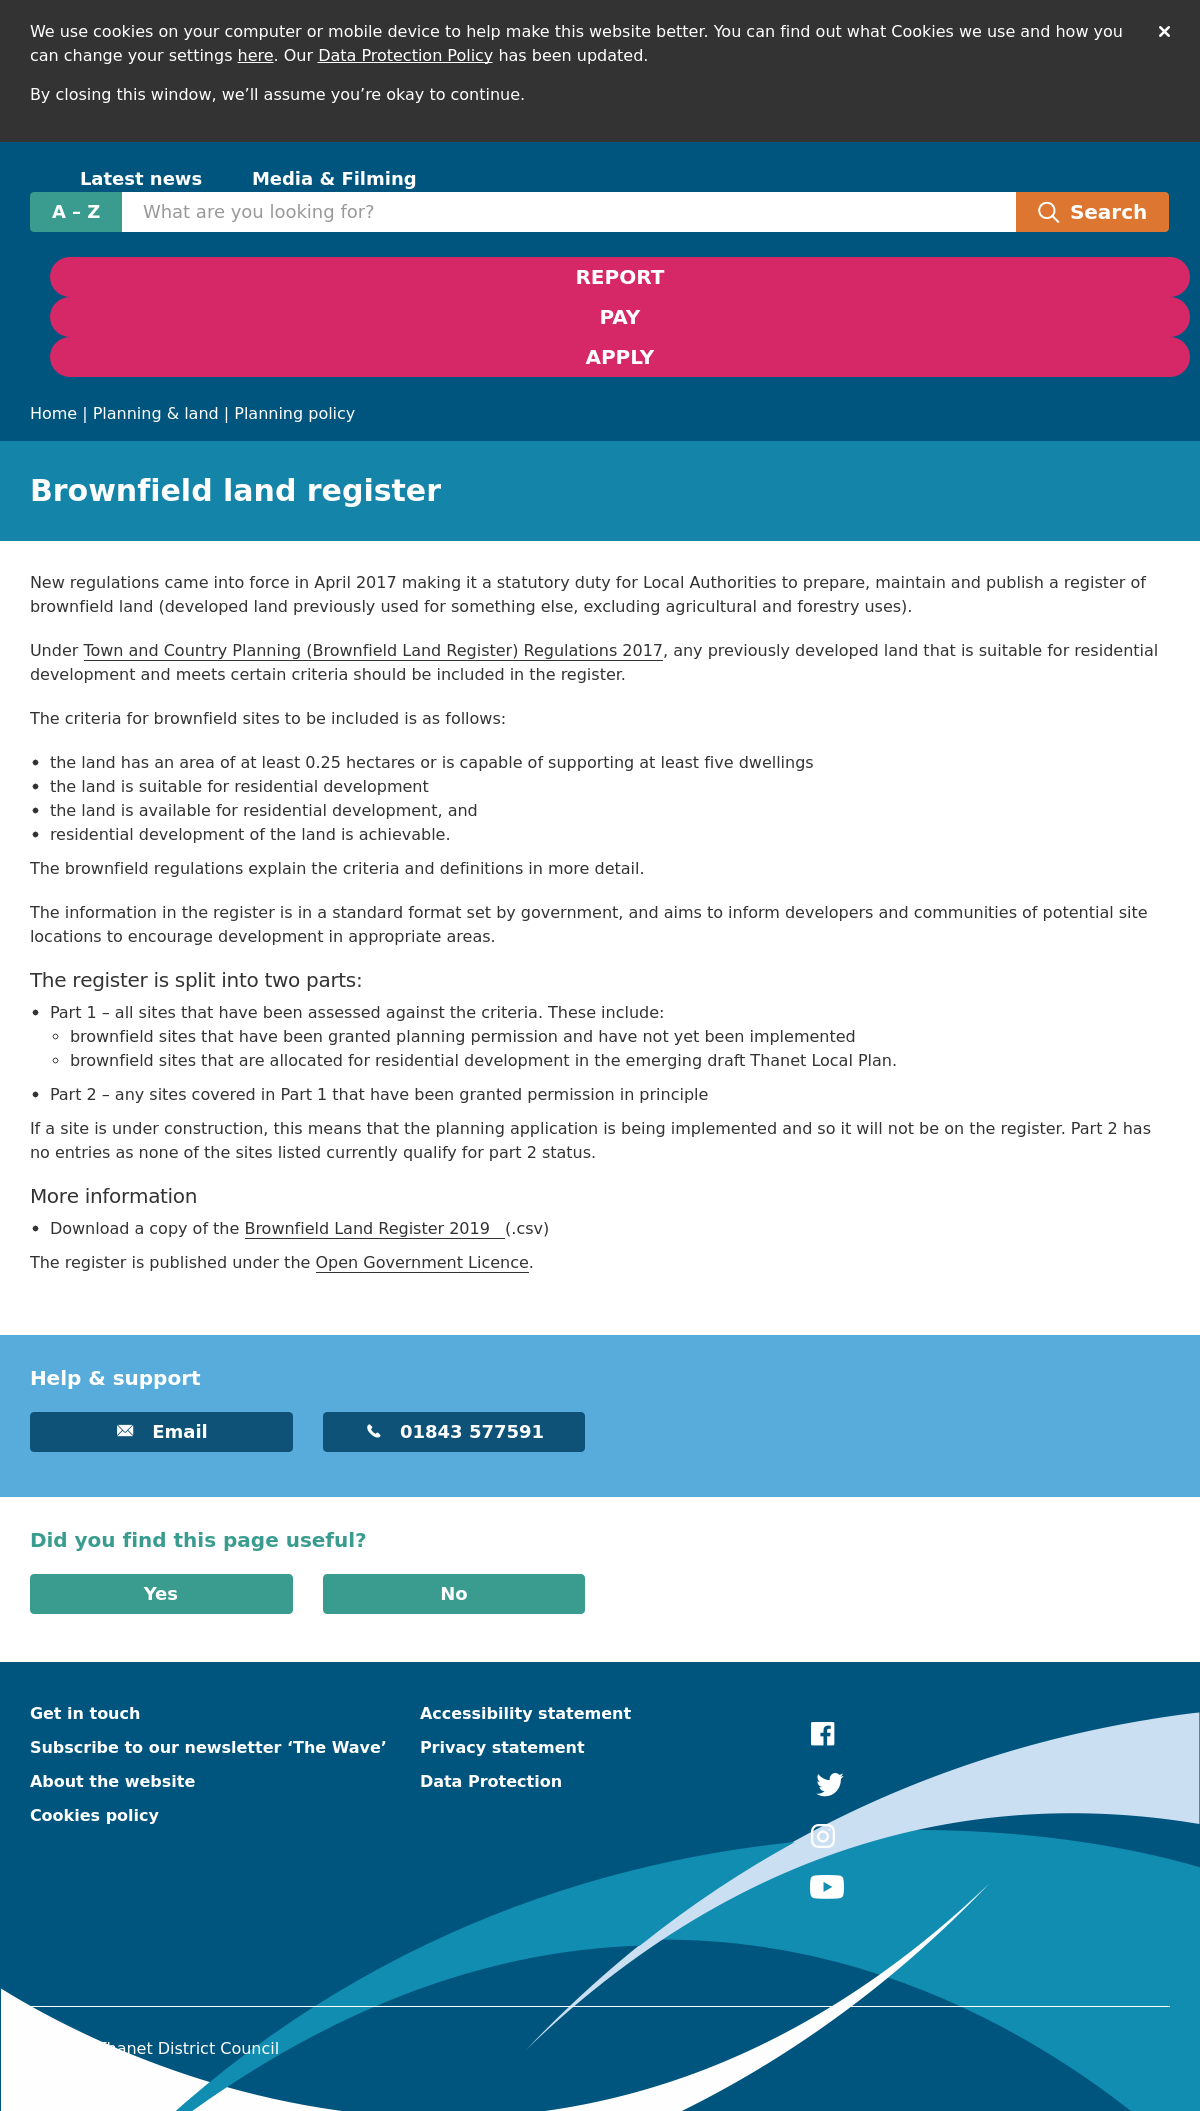 We use cookies on your computer or mobile device to help make this website better. You can find out what Cookies we use and how you
can change your settings here. Our Data Protection Policy has been updated.
By closing this window, we’ll assume you’re okay to continue.
Latest news Media & Filming
A – Z What are you looking for? Search
REPORT
PAY
APPLY
Home | Planning & land | Planning policy
Brownfield land register
New regulations came into force in April 2017 making it a statutory duty for Local Authorities to prepare, maintain and publish a register of
brownfield land (developed land previously used for something else, excluding agricultural and forestry uses).
Under Town and Country Planning (Brownfield Land Register) Regulations 2017, any previously developed land that is suitable for residential
development and meets certain criteria should be included in the register.
The criteria for brownfield sites to be included is as follows:
• the land has an area of at least 0.25 hectares or is capable of supporting at least five dwellings
• the land is suitable for residential development
• the land is available for residential development, and
• residential development of the land is achievable.
The brownfield regulations explain the criteria and definitions in more detail.
The information in the register is in a standard format set by government, and aims to inform developers and communities of potential site
locations to encourage development in appropriate areas.
The register is split into two parts:
• Part 1 – all sites that have been assessed against the criteria. These include:
◦ brownfield sites that have been granted planning permission and have not yet been implemented
◦ brownfield sites that are allocated for residential development in the emerging draft Thanet Local Plan.
• Part 2 – any sites covered in Part 1 that have been granted permission in principle
If a site is under construction, this means that the planning application is being implemented and so it will not be on the register. Part 2 has
no entries as none of the sites listed currently qualify for part 2 status.
More information
• Download a copy of the Brownfield Land Register 2019 (.csv)
The register is published under the Open Government Licence.
Help & support
Email 01843 577591
Did you find this page useful?
Yes No
Get in touch Accessibility statement
Subscribe to our newsletter ‘The Wave’ Privacy statement
About the website Data Protection
Cookies policy
Thanet District Council